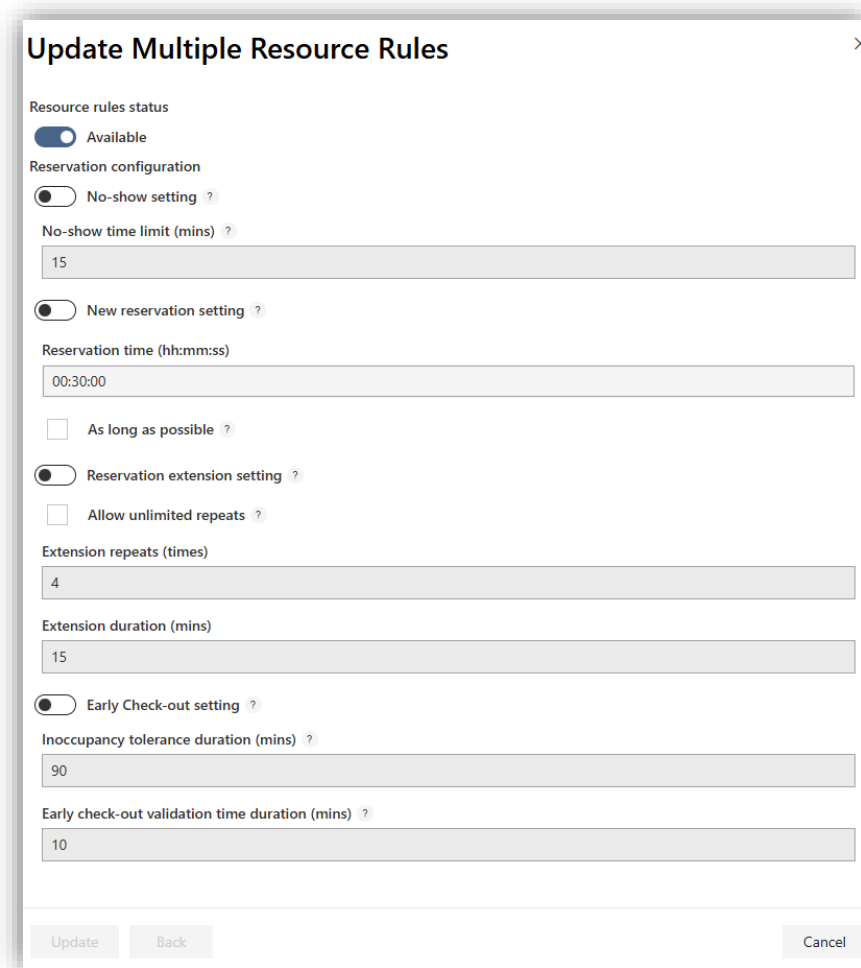 Update Multiple Resource Rules
Resource rules status
Available
Reservation configuration
No-show setting ?
No-show time limit (mins) ?
15
New reservation setting ?
Reservation time (hh:mm:ss)
00:30:00
As long as possible ?
Reservation extension setting ?
Allow unlimited repeats ?
Extension repeats (times)
4
Extension duration (mins)
15
Early Check-out setting ?
Inoccupancy tolerance duration (mins) ?
90
Early check-out validation time duration (mins) ?
10
Update Back Cancel